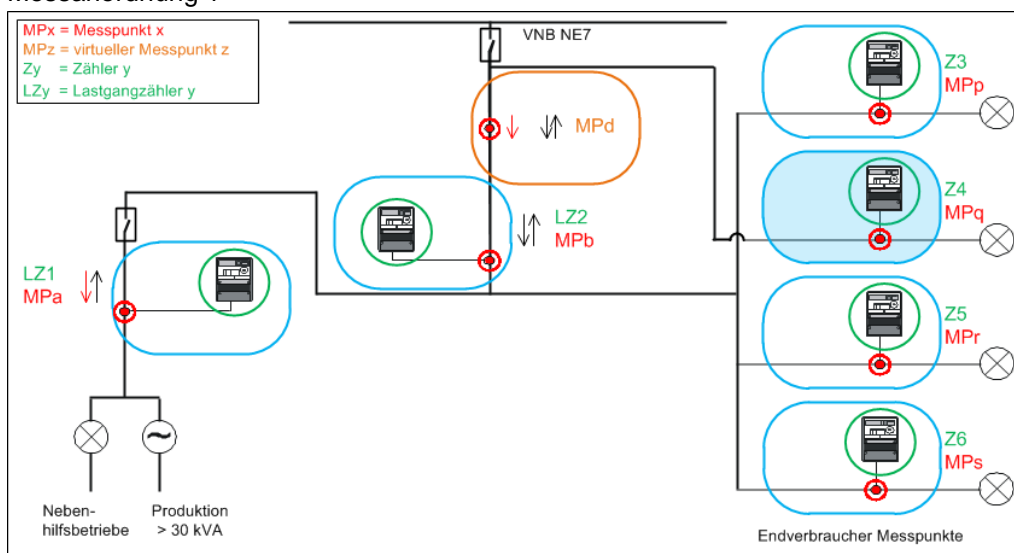 MPx = Messpunkt x
MPz = virtueller Messpunkt z
Zy = Zähler y
LZy = Lastgangzähler y
VNB NE7
MPd
LZ2
MPb
LZ1
MPa
Z3
MPp
Z4
MPq
Z5
MPr
Z6
MPs
Neben-
hilfsbetriebe
Produktion
> 30 kVA
Endverbraucher Messpunkte